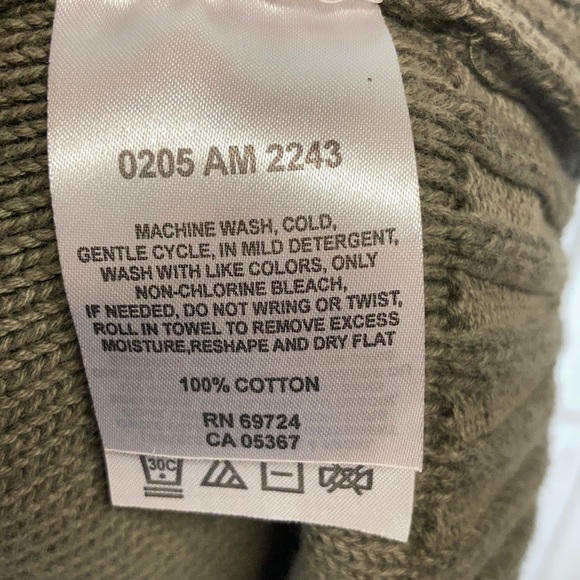 0205 AM 2243
MACHINE WASH, COLD,
GENTLE CYCLE, IN MILD DETERGENT,
WASH WITH LIKE COLORS, ONLY
NON-CHLORINE BLEACH,
IF NEEDED, DO NOT WRING OR TWIST,
ROLL IN TOWEL TO REMOVE EXCESS
MOISTURE,RESHAPE AND DRY FLAT
100% COTTON
RN 69724
CA 05367
30C